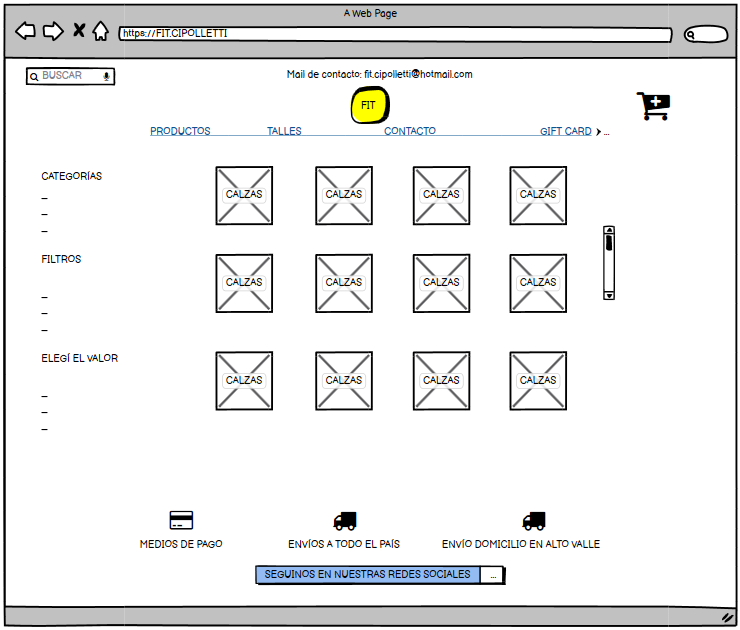 A Web Page
https://FIT.CIPOLLETTI
BUSCAR
Mail de contacto: fit.cipolletti@hotmail.com
FIT
PRODUCTOS TALLES CONTACTO GIFT CARD > ...
CATEGORÍAS
CALZAS CALZAS CALZAS CALZAS
–
–
–
FILTROS
CALZAS CALZAS CALZAS CALZAS
–
–
–
ELEGÍ EL VALOR
CALZAS CALZAS CALZAS CALZAS
–
–
–
MEDIOS DE PAGO ENVÍOS A TODO EL PAÍS ENVÍO DOMICILIO EN ALTO VALLE
SEGUINOS EN NUESTRAS REDES SOCIALES ...